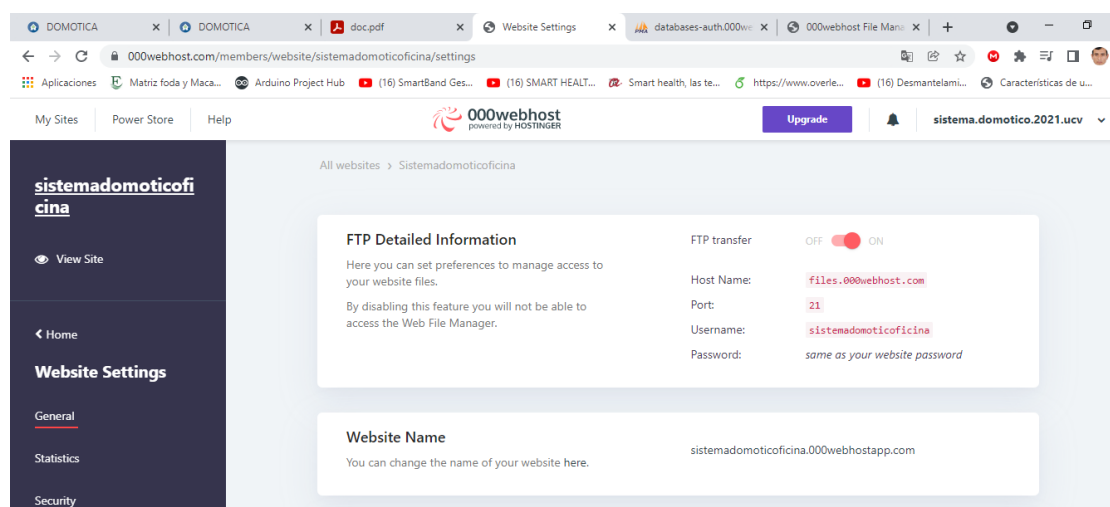 DOMOTICA
DOMOTICA
doc.pdf
Website Settings
databases-auth.000we
000webhost File Mana
000webhost.com/members/website/sistemadomoticoficina/settings
Aplicaciones
Matriz foda y Maca...
Arduino Project Hub
(16) SmartBand Ges...
(16) SMART HEALT...
Smart health, las te...
https://www.overle...
(16) Desmantelami...
Características de u...
My Sites
Power Store
Help
000webhost
powered by HOSTINGER
Upgrade
sistema.domotico.2021.ucv
sistemadomoticofi
cina
View Site
Home
Website Settings
General
Statistics
Security
All websites > Sistemadomoticoficina
FTP Detailed Information
Here you can set preferences to manage access to
your website files.
By disabling this feature you will not be able to
access the Web File Manager.
FTP transfer OFF ON
Host Name: files.000webhost.com
Port: 21
Username: sistemadomoticoficina
Password: same as your website password
Website Name
You can change the name of your website here.
sistemadomoticoficina.000webhostapp.com